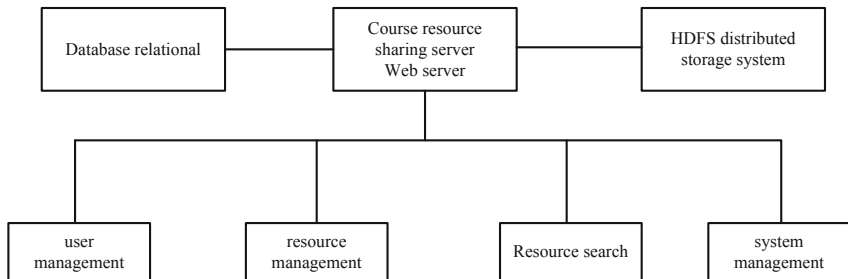 Database relational
Course resource
sharing server
Web server
HDFS distributed
storage system
user
management
resource
management
Resource search
system
management